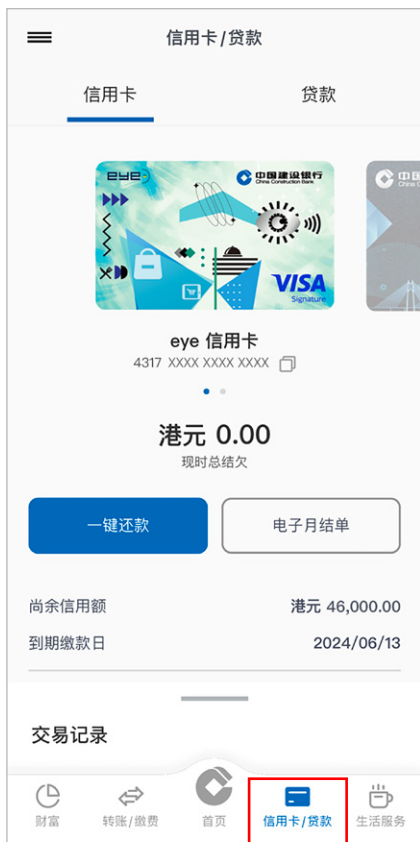 信用卡/贷款
信用卡
贷款
eye
中国建设银行
China Construction Bank
VISA
Signature
eye 信用卡
4317 XXXX XXXX XXXX
港元 0.00
现时总结欠
一键还款
电子月结单
尚余信用额
港元 46,000.00
到期缴款日
2024/06/13
交易记录
财富
转账/缴费
首页
信用卡/贷款
生活服务